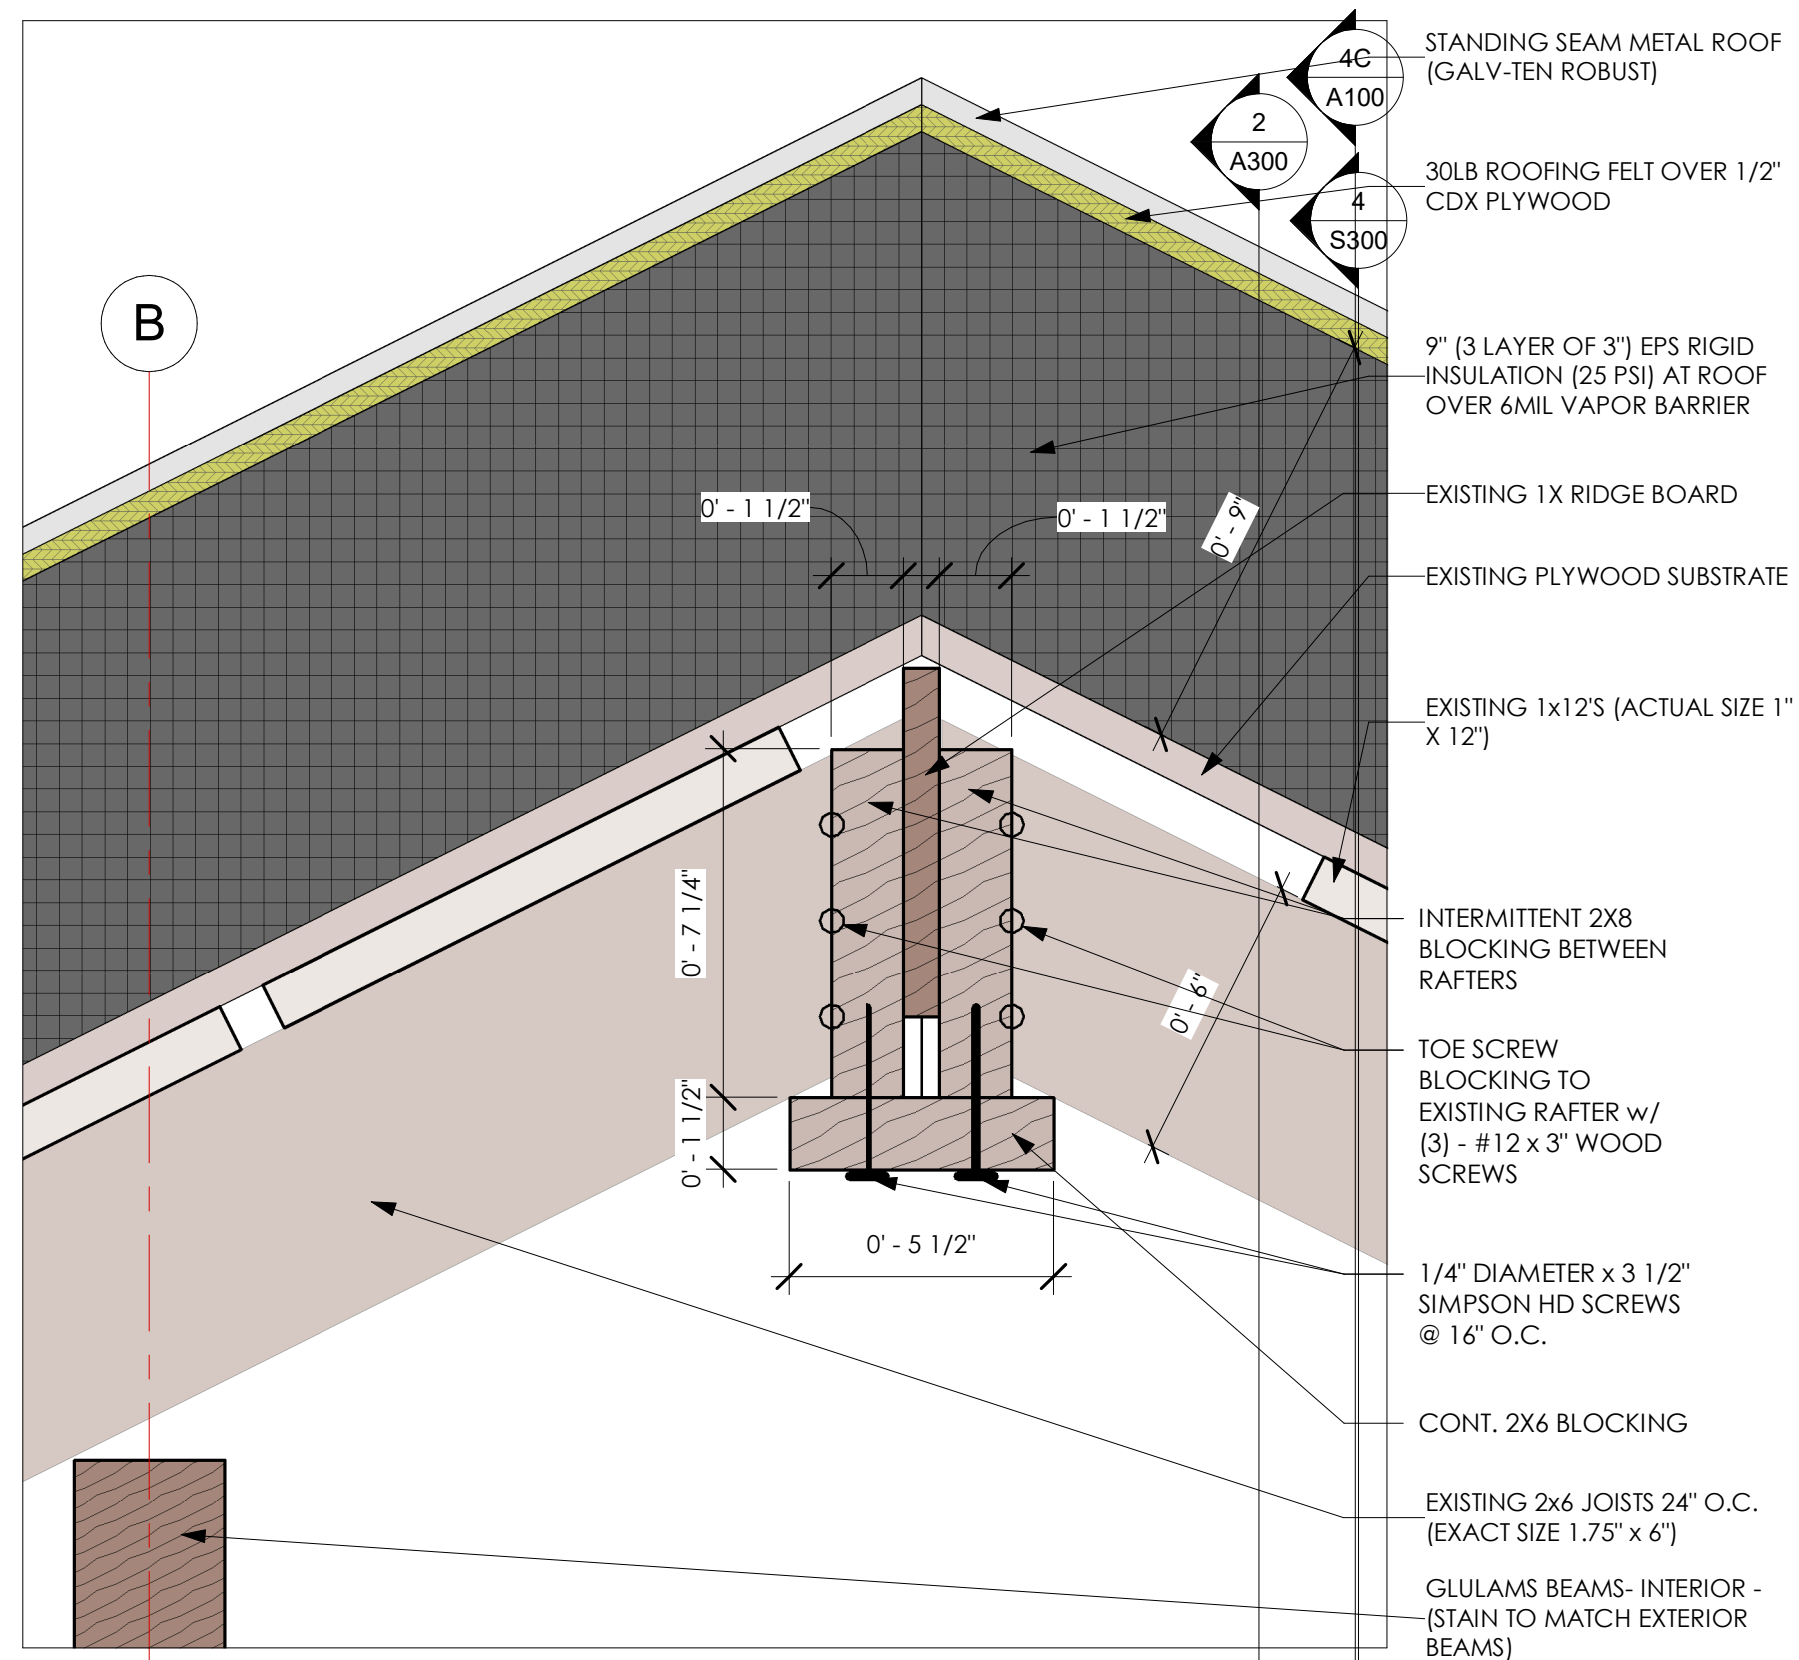 STANDING SEAM METAL ROOF
(GALV-TEN ROBUST)
4C
A100
2
A300
30LB ROOFING FELT OVER 1/2"
CDX PLYWOOD
4
S300
B
9" (3 LAYER OF 3") EPS RIGID
INSULATION (25 PSI) AT ROOF
OVER 6MIL VAPOR BARRIER
EXISTING 1X RIDGE BOARD
0' - 1 1/2"
0' - 1 1/2"
0' - 9"
EXISTING PLYWOOD SUBSTRATE
EXISTING 1x12'S (ACTUAL SIZE 1"
X 12")
0' - 7 1/4"
INTERMITTENT 2X8
BLOCKING BETWEEN
RAFTERS
0' - 6"
TOE SCREW
BLOCKING TO
EXISTING RAFTER w/
(3) - #12 x 3" WOOD
SCREWS
0' - 1 1/2"
0' - 5 1/2"
1/4" DIAMETER x 3 1/2"
SIMPSON HD SCREWS
@ 16" O.C.
CONT. 2X6 BLOCKING
EXISTING 2x6 JOISTS 24" O.C.
(EXACT SIZE 1.75" x 6")
GLULAMS BEAMS- INTERIOR -
(STAIN TO MATCH EXTERIOR
BEAMS)